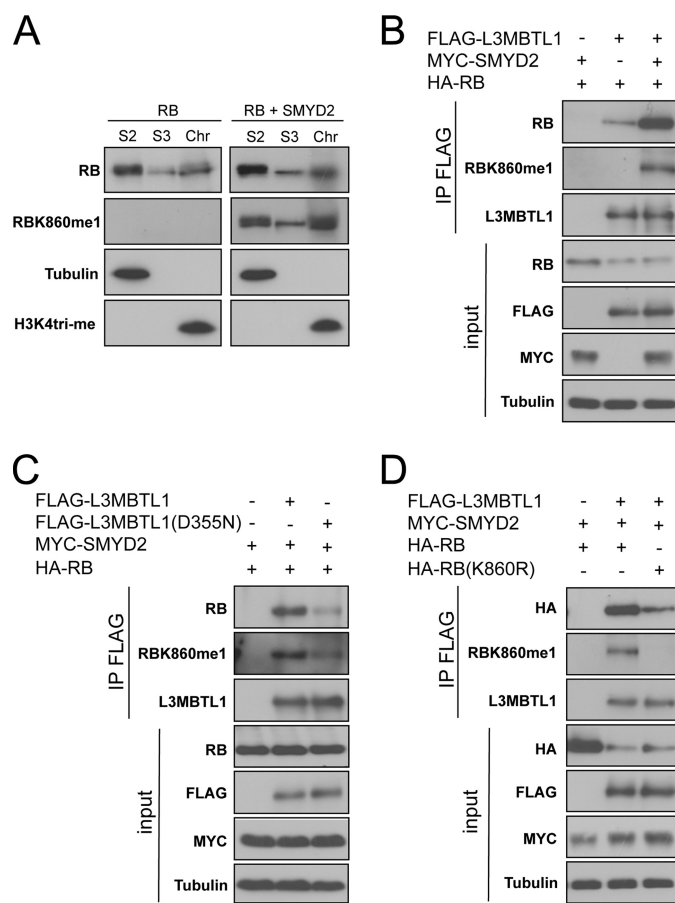 A
RB RB + SMYD2
S2 S3 Chr S2 S3 Chr
RB
RBK860me1
Tubulin
H3K4tri-me
B
FLAG-L3MBTL1 - + +
MYC-SMYD2 + - +
HA-RB + + +
IP FLAG
RB
RBK860me1
L3MBTL1
input
RB
FLAG
MYC
Tubulin
C
FLAG-L3MBTL1 - + -
FLAG-L3MBTL1(D355N) - - +
MYC-SMYD2 + + +
HA-RB + + +
IP FLAG
RB
RBK860me1
L3MBTL1
input
RB
FLAG
MYC
Tubulin
D
FLAG-L3MBTL1 - + +
MYC-SMYD2 + + +
HA-RB + + -
HA-RB(K860R) - - +
IP FLAG
HA
RBK860me1
L3MBTL1
input
HA
FLAG
MYC
Tubulin